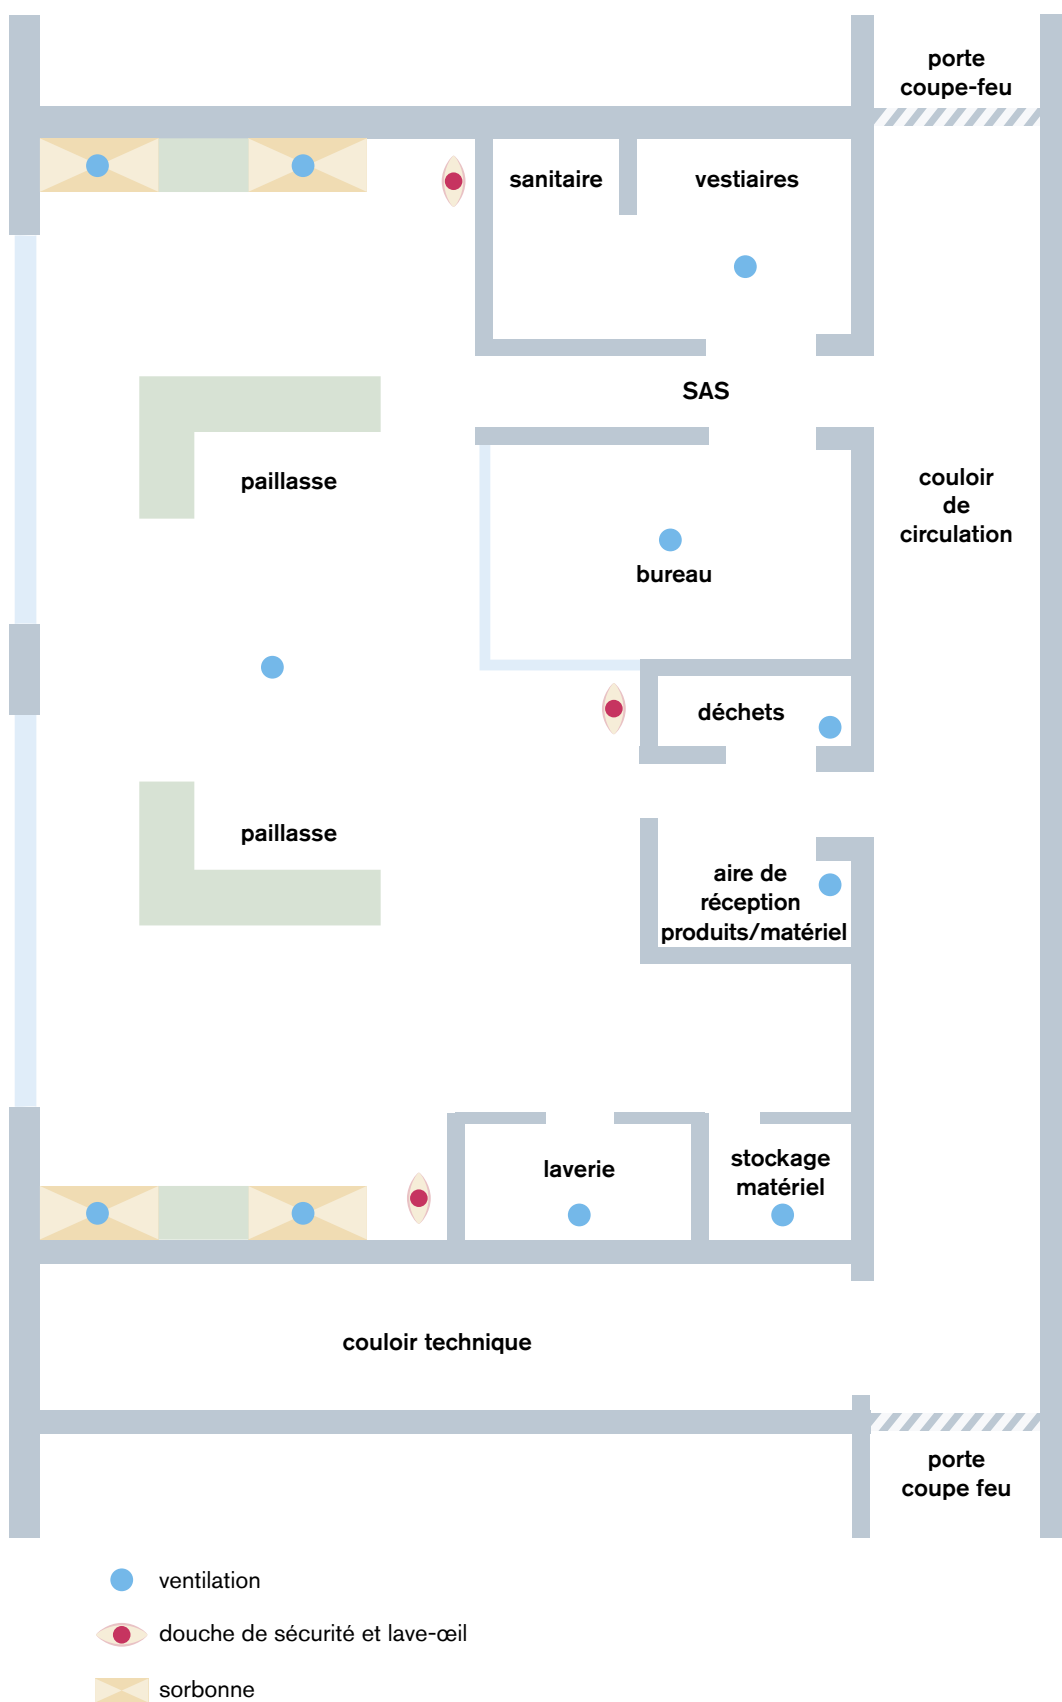 porte
coupe-feu
sanitaire
vestiaires
SAS
couloir
de
circulation
paillasse
bureau
déchets
paillasse
aire de
réception
produits/matériel
laverie
stockage
matériel
couloir technique
porte
coupe feu
ventilation
douche de sécurité et lave-œil
sorbonne